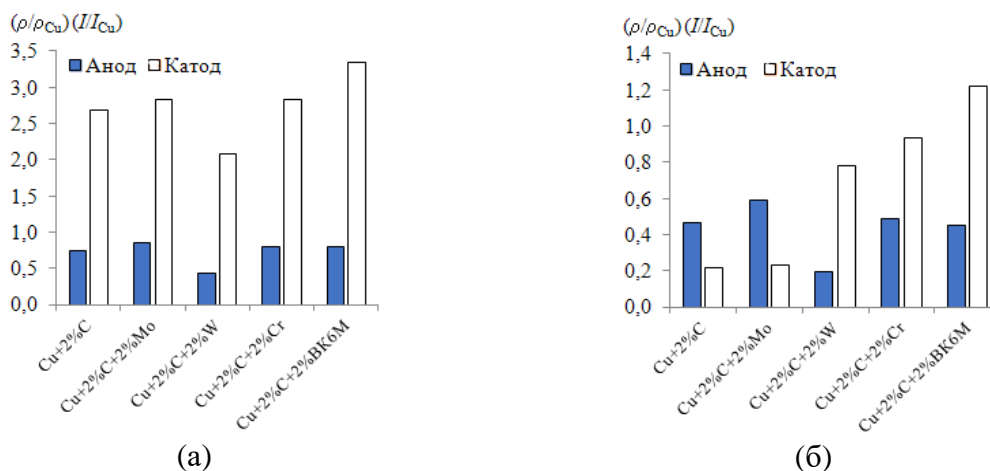 (ρ/ρCu) (I/ICu)
3,5
3,0
2,5
2,0
1,5
1,0
0,5
0,0
Анод Катод
Cu+2%C
Cu+2%C+2%Mo
Cu+2%C+2%W
Cu+2%C+2%Cr
Cu+2%C+2%ВК6М
(а)
(ρ/ρCu) (I/ICu)
1,4
1,2
1,0
0,8
0,6
0,4
0,2
0,0
Анод Катод
Cu+2%C
Cu+2%C+2%Mo
Cu+2%C+2%W
Cu+2%C+2%Cr
Cu+2%C+2%ВК6М
(б)